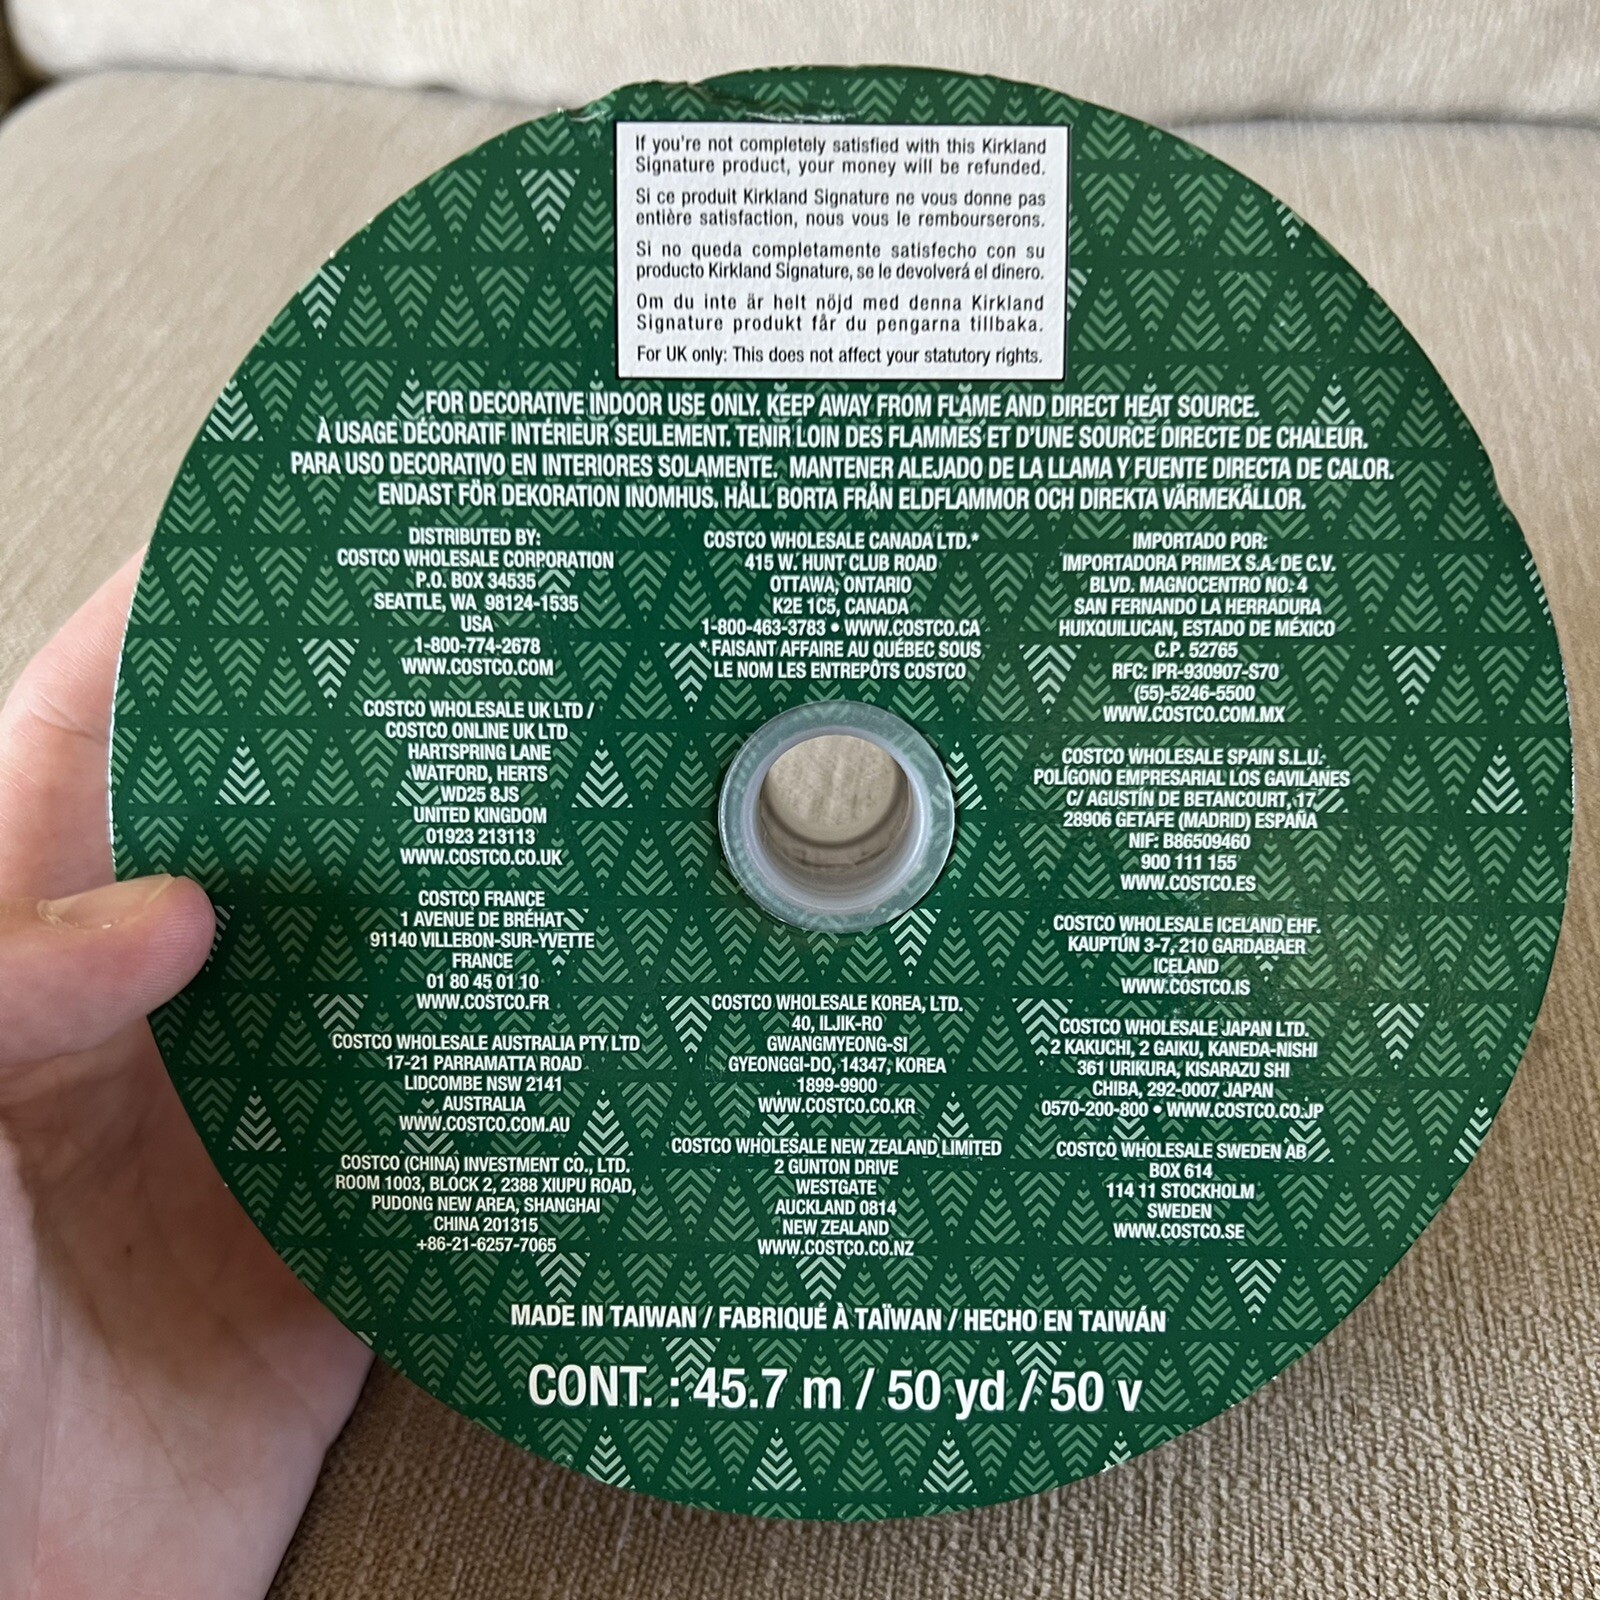 If you're not completely satisfied with this Kirkland
Signature product, your money will be refunded.
Si ce produit Kirkland Signature ne vous donne pas
entière satisfaction, nous vous le rembourserons.
Si no queda completamente satisfecho con su
producto Kirkland Signature, se le devolverá el dinero.
Om du inte är helt nöjd med denna Kirkland
Signature produkt får du pengarna tillbaka.
For UK only: This does not affect your statutory rights.
FOR DECORATIVE INDOOR USE ONLY. KEEP AWAY FROM FLAME AND DIRECT HEAT SOURCE.
À USAGE DÉCORATIF INTÉRIEUR SEULEMENT. TENIR LOIN DES FLAMMES ET D'UNE SOURCE DIRECTE DE CHALEUR.
PARA USO DECORATIVO EN INTERIORES SOLAMENTE. MANTENER ALEJADO DE LA LLAMA Y FUENTE DIRECTA DE CALOR.
ENDAST FÖR DEKORATION INOMHUS. HÅLL BORTA FRÅN ELDFLAMMOR OCH DIREKTA VÄRMEKÄLLOR.
DISTRIBUTED BY:
COSTCO WHOLESALE CORPORATION
P.O. BOX 34535
SEATTLE, WA 98124-1535
USA
1-800-774-2678
WWW.COSTCO.COM
COSTCO WHOLESALE UK LTD /
COSTCO ONLINE UK LTD
HARTSPRING LANE
WATFORD, HERTS
WD25 8JS
UNITED KINGDOM
01923 213113
WWW.COSTCO.CO.UK
COSTCO FRANCE
1 AVENUE DE BRÉHAT
91140 VILLEBON-SUR-YVETTE
FRANCE
01 80 45 01 10
WWW.COSTCO.FR
COSTCO WHOLESALE AUSTRALIA PTY LTD
17-21 PARRAMATTA ROAD
LIDCOMBE NSW 2141
AUSTRALIA
WWW.COSTCO.COM.AU
COSTCO (CHINA) INVESTMENT CO., LTD.
ROOM 1003, BLOCK 2, 2388 XIUPU ROAD,
PUDONG NEW AREA, SHANGHAI
CHINA 201315
+86-21-6257-7065
COSTCO WHOLESALE CANADA LTD.*
415 W. HUNT CLUB ROAD
OTTAWA, ONTARIO
K2E 1C5, CANADA
1-800-463-3783 • WWW.COSTCO.CA
* FAISANT AFFAIRE AU QUÉBEC SOUS
LE NOM LES ENTREPÔTS COSTCO
COSTCO WHOLESALE KOREA, LTD.
40, ILJIK-RO
GWANGMYEONG-SI
GYEONGGI-DO, 14347, KOREA
1899-9900
WWW.COSTCO.CO.KR
COSTCO WHOLESALE NEW ZEALAND LIMITED
2 GUNTON DRIVE
WESTGATE
AUCKLAND 0814
NEW ZEALAND
WWW.COSTCO.CO.NZ
IMPORTADO POR:
IMPORTADORA PRIMEX S.A. DE C.V.
BLVD. MAGNOCENTRO NO. 4
SAN FERNANDO LA HERRADURA
HUIXQUILUCAN, ESTADO DE MÉXICO
C.P. 52765
RFC: IPR-930907-S70
(55)-5246-5500
WWW.COSTCO.COM.MX
COSTCO WHOLESALE SPAIN S.L.U.
POLÍGONO EMPRESARIAL LOS GAVILANES
C/ AGUSTÍN DE BETANCOURT, 17
28906 GETAFE (MADRID) ESPAÑA
NIF: B86509460
900 111 155
WWW.COSTCO.ES
COSTCO WHOLESALE ICELAND EHF.
KAUPTÚN 3-7, 210 GARDABAER
ICELAND
WWW.COSTCO.IS
COSTCO WHOLESALE JAPAN LTD.
2 KAKUCHI, 2 GAIKU, KANEDA-NISHI
361 URIKURA, KISARAZU SHI
CHIBA, 292-0007 JAPAN
0570-200-800 • WWW.COSTCO.CO.JP
COSTCO WHOLESALE SWEDEN AB
BOX 614
114 11 STOCKHOLM
SWEDEN
WWW.COSTCO.SE
MADE IN TAIWAN / FABRIQUÉ À TAÏWAN / HECHO EN TAIWÁN
CONT. : 45.7 m / 50 yd / 50 v